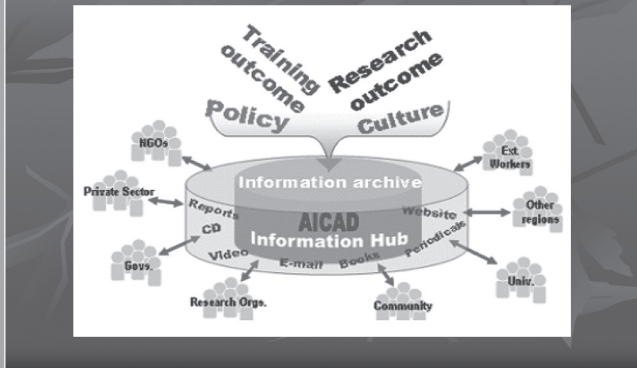 Training outcome
Research outcome
Policy
Culture
NGOs
Ext. Workers
Information archive
Private Sector
Other regions
Reports
Website
AICAD
CD
Information Hub
Periodicals
Video
E-mail
Books
Govs.
Univ.
Research Orgs.
Community